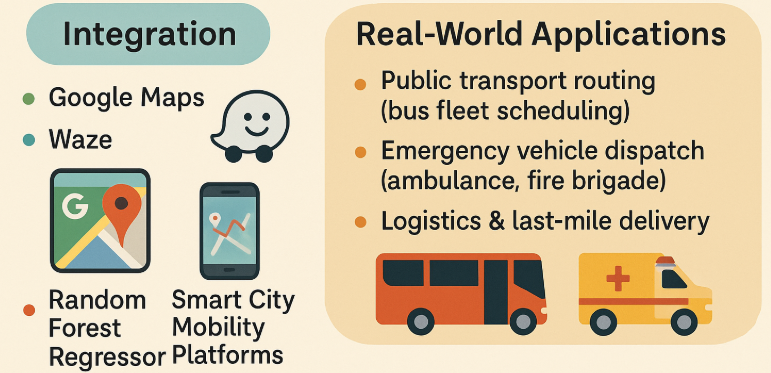 Integration
Google Maps
Waze
G
Random
Forest
Regressor
Smart City
Mobility
Platforms
Real-World Applications
Public transport routing
(bus fleet scheduling)
Emergency vehicle dispatch
(ambulance, fire brigade)
Logistics & last-mile delivery